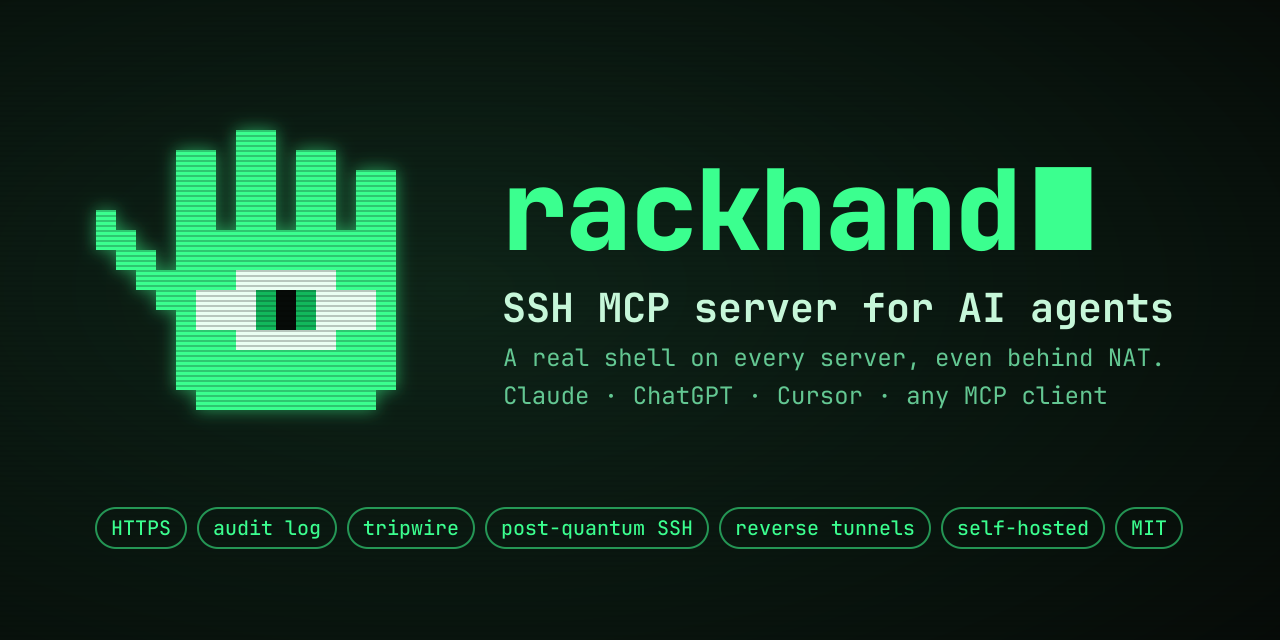 rackhand
SSH MCP server for AI agents
A real shell on every server, even behind NAT.
Claude · ChatGPT · Cursor · any MCP client
HTTPS audit log tripwire post-quantum SSH reverse tunnels self-hosted MIT